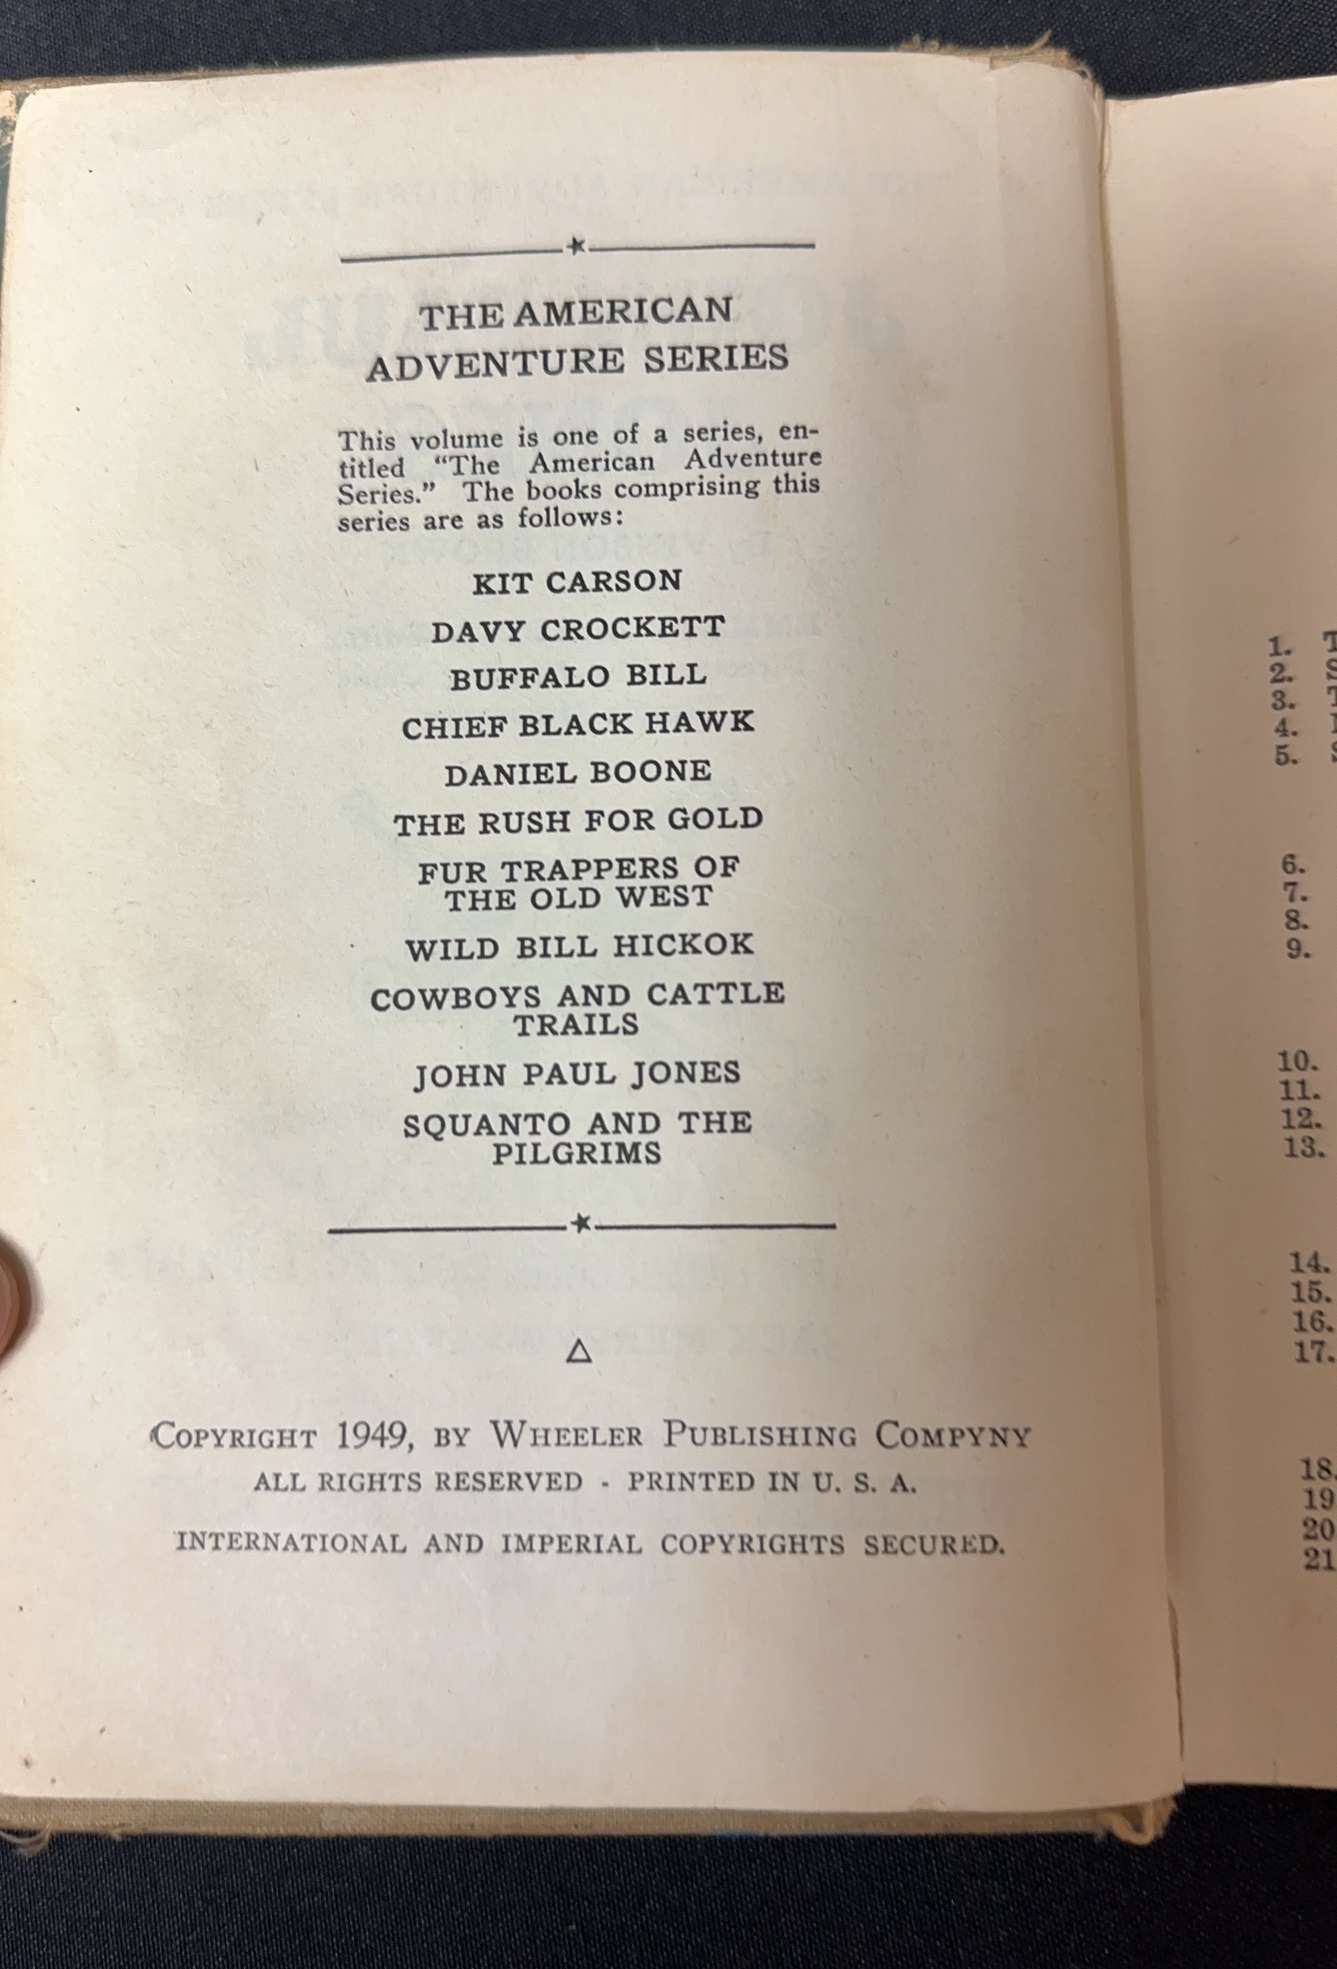 THE AMERICAN
ADVENTURE SERIES
This volume is one of a series, en-
titled “The American Adventure
Series.” The books comprising this
series are as follows:
KIT CARSON
DAVY CROCKETT
BUFFALO BILL
CHIEF BLACK HAWK
DANIEL BOONE
THE RUSH FOR GOLD
FUR TRAPPERS OF
THE OLD WEST
WILD BILL HICKOK
COWBOYS AND CATTLE
TRAILS
JOHN PAUL JONES
SQUANTO AND THE
PILGRIMS
COPYRIGHT 1949, BY WHEELER PUBLISHING COMPYNY
ALL RIGHTS RESERVED - PRINTED IN U. S. A.
INTERNATIONAL AND IMPERIAL COPYRIGHTS SECURED.
1.
2.
3.
4.
5.
6.
7.
8.
9.
10.
11.
12.
13.
14.
15.
16.
17.
18.
19
20
21